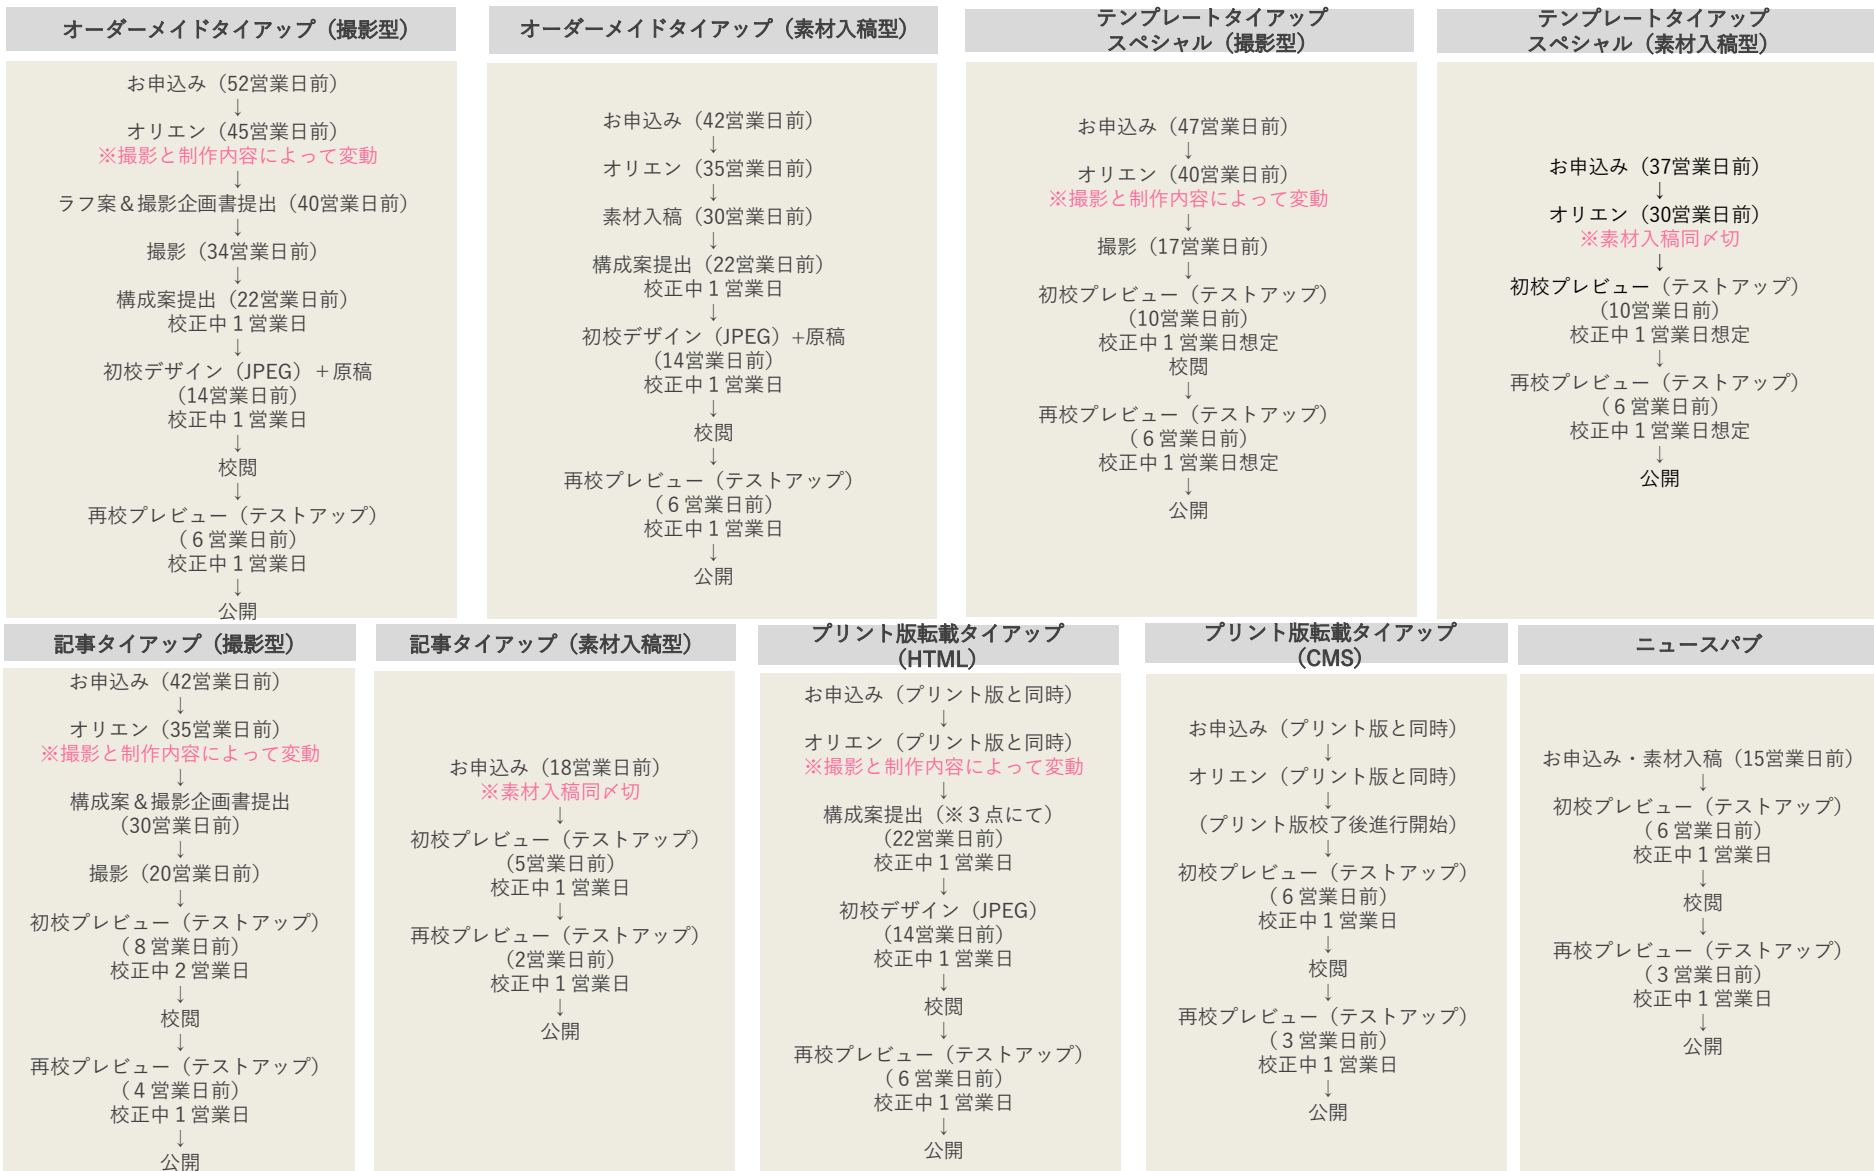 オーダーメイドタイアップ（撮影型）
お申込み（52営業日前）
↓
オリエン（45営業日前）
※撮影と制作内容によって変動
↓
ラフ案＆撮影企画書提出（40営業日前）
↓
撮影（34営業日前）
↓
構成案提出（22営業日前）
校正中１営業日
↓
初校デザイン（JPEG）＋原稿
（14営業日前）
校正中１営業日
↓
校閲
↓
再校プレビュー（テストアップ）
（６営業日前）
校正中１営業日
↓
公開
オーダーメイドタイアップ（素材入稿型）
お申込み（42営業日前）
↓
オリエン（35営業日前）
↓
素材入稿（30営業日前）
↓
構成案提出（22営業日前）
校正中１営業日
↓
初校デザイン（JPEG）+原稿
（14営業日前）
校正中１営業日
↓
校閲
↓
再校プレビュー（テストアップ）
（６営業日前）
校正中１営業日
↓
公開
テンプレートタイアップ
スペシャル（撮影型）
お申込み（47営業日前）
↓
オリエン（40営業日前）
※撮影と制作内容によって変動
↓
撮影（17営業日前）
↓
初校プレビュー（テストアップ）
（10営業日前）
校正中１営業日想定
校閲
↓
再校プレビュー（テストアップ）
（６営業日前）
校正中１営業日想定
↓
公開
テンプレートタイアップ
スペシャル（素材入稿型）
お申込み（37営業日前）
↓
オリエン（30営業日前）
※素材入稿同〆切
↓
初校プレビュー（テストアップ）
（10営業日前）
校正中１営業日想定
↓
再校プレビュー（テストアップ）
（６営業日前）
校正中１営業日想定
↓
公開
記事タイアップ（撮影型）
お申込み（42営業日前）
↓
オリエン（35営業日前）
※撮影と制作内容によって変動
↓
構成案＆撮影企画書提出
（30営業日前）
↓
撮影（20営業日前）
↓
初校プレビュー（テストアップ）
（８営業日前）
校正中２営業日
↓
校閲
↓
再校プレビュー（テストアップ）
（４営業日前）
校正中１営業日
↓
公開
記事タイアップ（素材入稿型）
お申込み（18営業日前）
※素材入稿同〆切
↓
初校プレビュー（テストアップ）
（5営業日前）
校正中１営業日
↓
再校プレビュー（テストアップ）
（2営業日前）
校正中１営業日
↓
公開
プリント版転載タイアップ
（HTML）
お申込み（プリント版と同時）
↓
オリエン（プリント版と同時）
※撮影と制作内容によって変動
↓
構成案提出（※３点にて）
（22営業日前）
校正中１営業日
↓
初校デザイン（JPEG）
（14営業日前）
校正中１営業日
↓
校閲
↓
再校プレビュー（テストアップ）
（６営業日前）
校正中１営業日
↓
公開
プリント版転載タイアップ
（CMS）
お申込み（プリント版と同時）
↓
オリエン（プリント版と同時）
↓
（プリント版校了後進行開始）
↓
初校プレビュー（テストアップ）
（６営業日前）
校正中１営業日
↓
校閲
↓
再校プレビュー（テストアップ）
（３営業日前）
校正中１営業日
↓
公開
ニュースパブ
お申込み・素材入稿（15営業日前）
↓
初校プレビュー（テストアップ）
（６営業日前）
校正中１営業日
↓
校閲
↓
再校プレビュー（テストアップ）
（３営業日前）
校正中１営業日
↓
公開